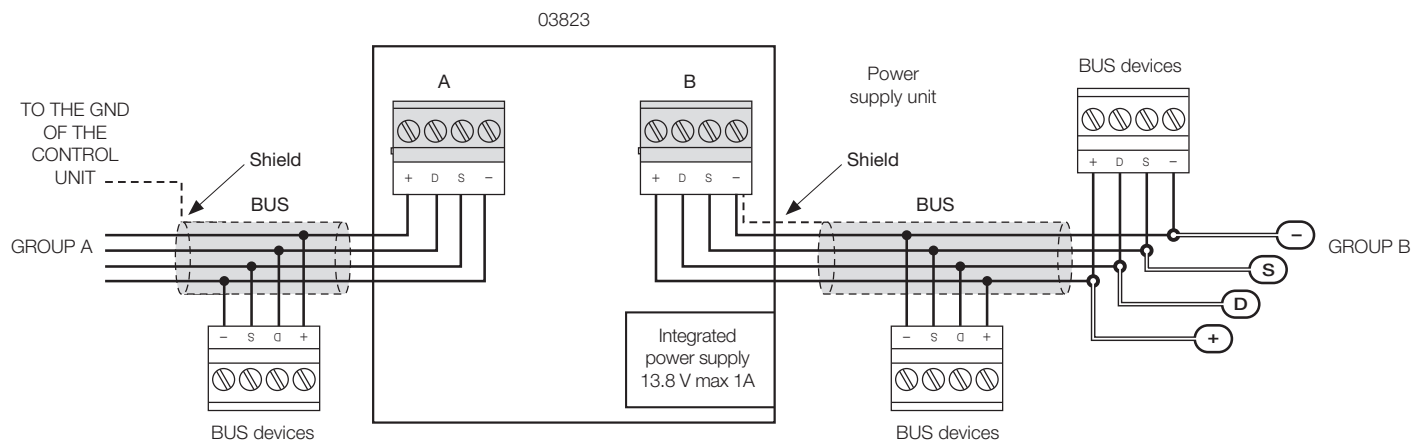 03823
A
B
Power
supply unit
BUS devices
TO THE GND
OF THE
CONTROL
UNIT
Shield
Shield
+ D S −
+ D S −
+ D S −
BUS
BUS
GROUP A
GROUP B
−
S
D
+
− S D +
− S D +
Integrated
power supply
13.8 V max 1A
BUS devices
BUS devices